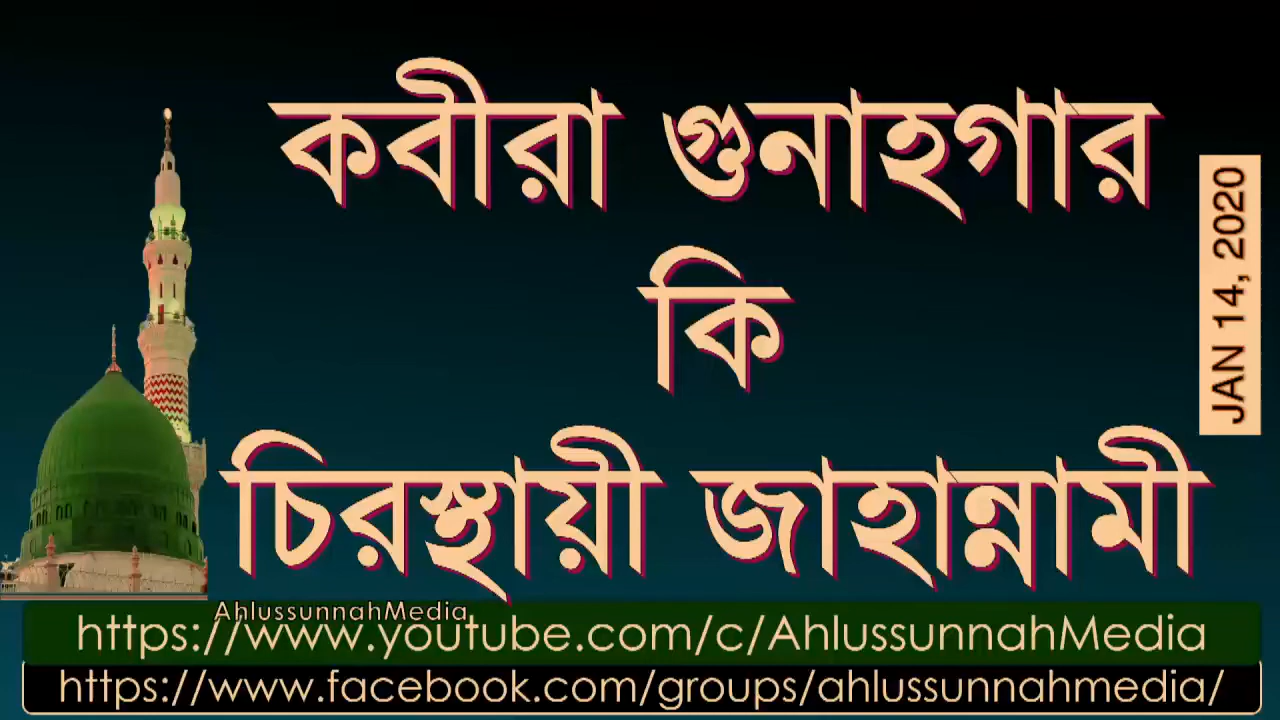 কবীরা গুনাহগার
কি
চিরস্থায়ী জাহান্নামী
JAN 14, 2020
AhlussunnahMedia
https://www.youtube.com/c/AhlussunnahMedia
https://www.facebook.com/groups/ahlussunnahmedia/